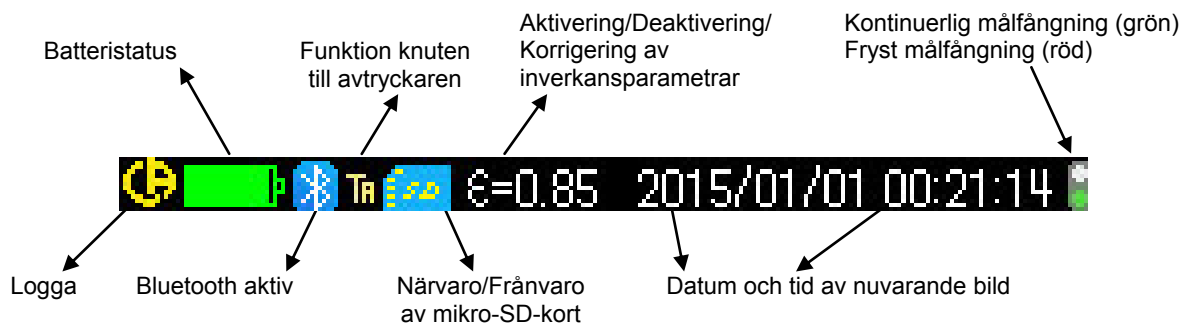 Batteristatus
Funktion knuten
till avtryckaren
Aktivering/Deaktivering/
Korrigering av
inverkansparametrar
Kontinuerlig målfångning (grön)
Fryst målfångning (röd)
TA SD ε=0.85 2015/01/01 00:21:14
Logga
Bluetooth aktiv
Närvaro/Frånvaro
av mikro-SD-kort
Datum och tid av nuvarande bild